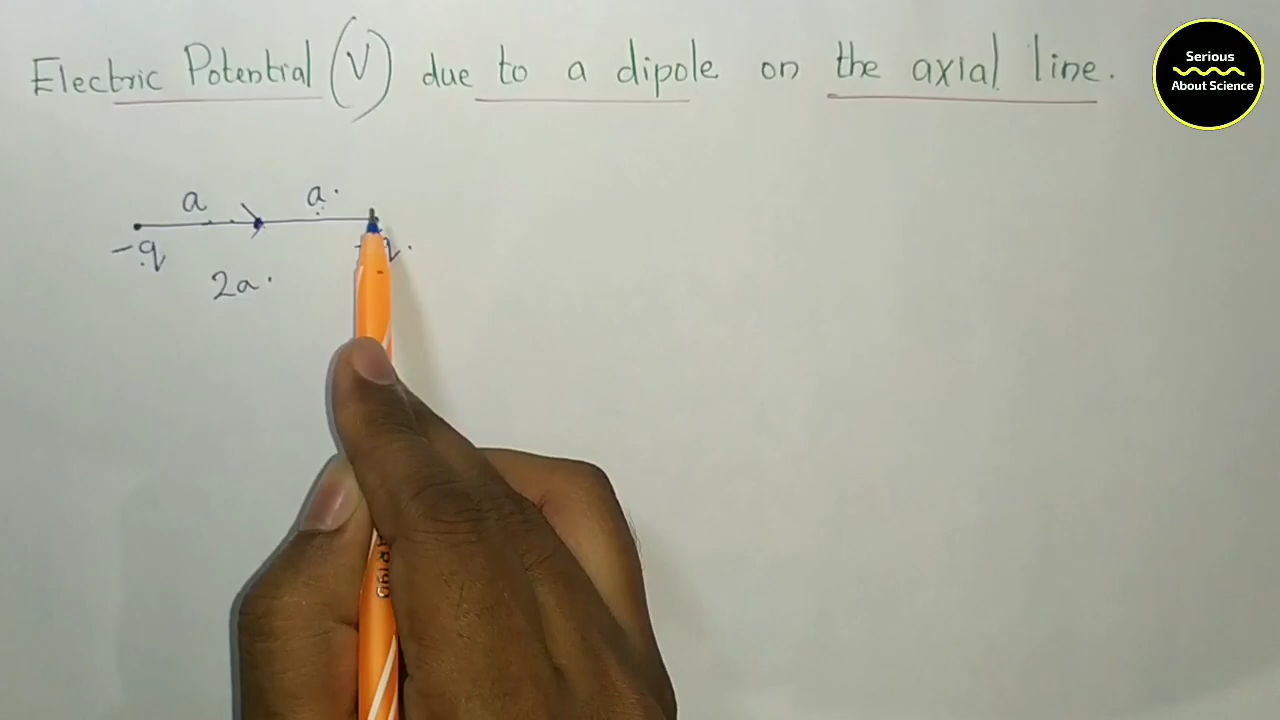 Electric Potential (V) due to a dipole on the axial line.
Serious
About Science
a a.
-q q.
2a.